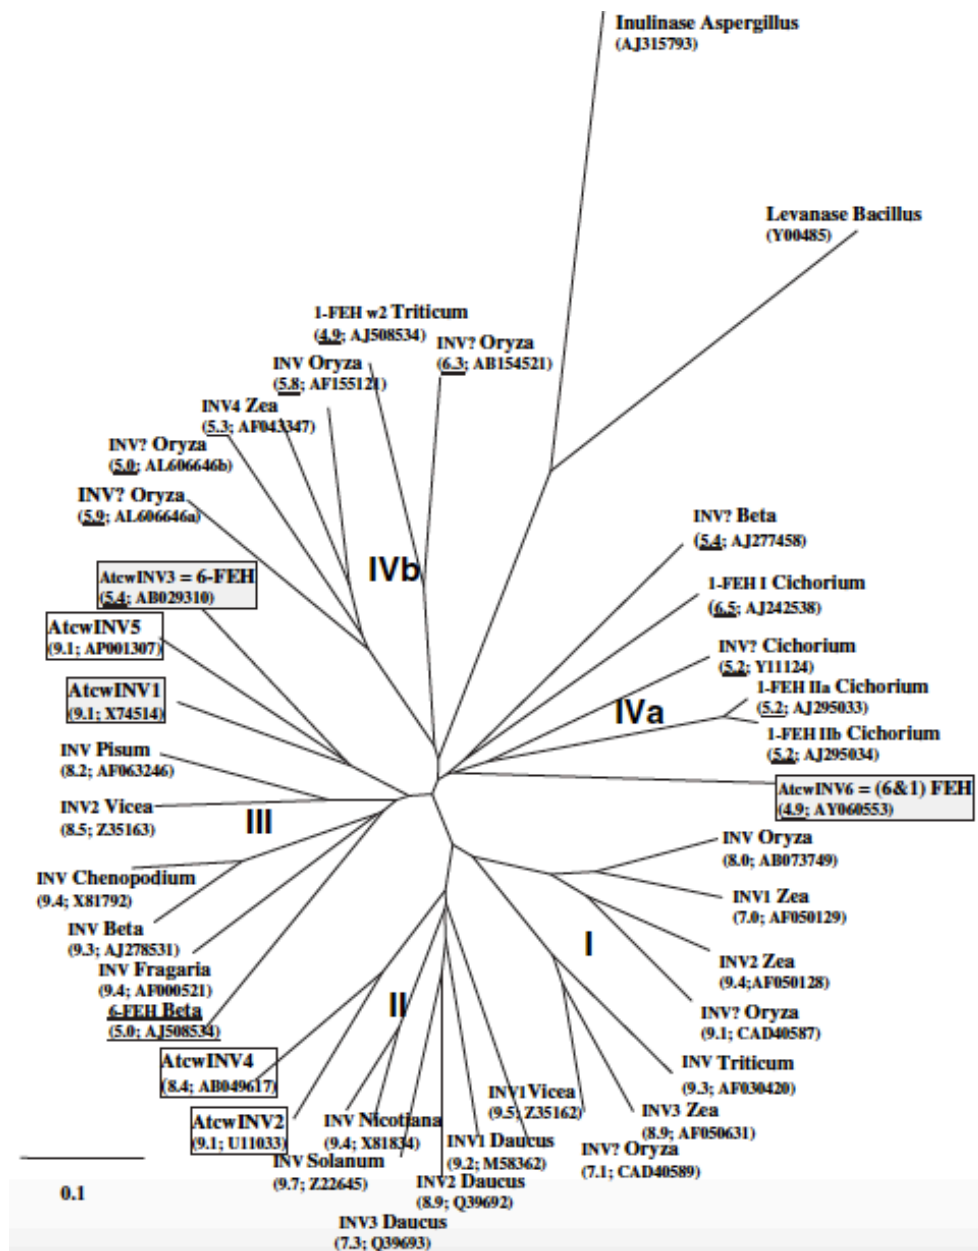 Inulinase Aspergillus
(AJ315793)
Levanase Bacillus
(Y00485)
1-FEH w2 Triticum
(4.9; AJ508534)
INV? Oryza
(6.3; AB154521)
INV Oryza
(5.8; AF155121)
INV4 Zea
(5.3; AF043347)
INV? Oryza
(5.0; AL606646b)
INV? Oryza
(5.9; AL606646a)
IVb
INV? Beta
(5.4; AJ277458)
1-FEH I Cichorium
(6.5; AJ242538)
INV? Cichorium
(5.2; Y11124)
1-FEH IIa Cichorium
(5.2; AJ295033)
IVa
1-FEH IIb Cichorium
(5.2; AJ295034)
AtcwINV6 = (6&1) FEH
(4.9; AY060553)
AtcwINV3 = 6-FEH
(5.4; AB029310)
AtcwINV5
(9.1; AP001307)
AtcwINV1
(9.1; X74514)
INV Pisum
(8.2; AF063246)
INV2 Vicea
(8.5; Z35163)
III
INV Chenopodium
(9.4; X81792)
INV Beta
(9.3; AJ278531)
INV Fragaria
(9.4; AF000521)
6-FEH Beta
(5.0; AJ508534)
INV Oryza
(8.0; AB073749)
INV1 Zea
(7.0; AF050129)
I
INV2 Zea
(9.4;AF050128)
INV? Oryza
(9.1; CAD40587)
INV Triticum
(9.3; AF030420)
INV3 Zea
(8.9; AF050631)
INV? Oryza
(7.1; CAD40589)
INV1 Vicea
(9.5; Z35162)
II
AtcwINV4
(8.4; AB049617)
AtcwINV2
(9.1; U11033)
INV Nicotiana
(9.4; X81834)
INV Solanum
(9.7; Z22645)
INV1 Daucus
(9.2; M58362)
INV2 Daucus
(8.9; Q39692)
INV3 Daucus
(7.3; Q39693)
0.1